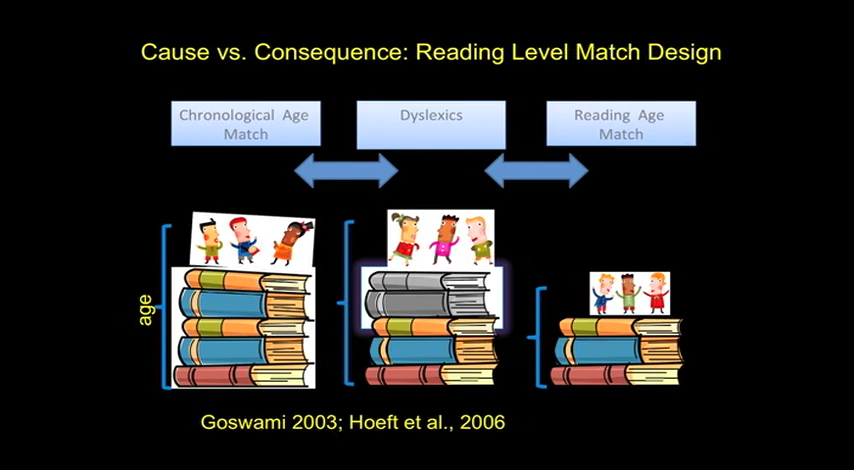 Cause vs. Consequence: Reading Level Match Design
Chronological Age
Match
Dyslexics
Reading Age
Match
age
Goswami 2003; Hoeft et al., 2006